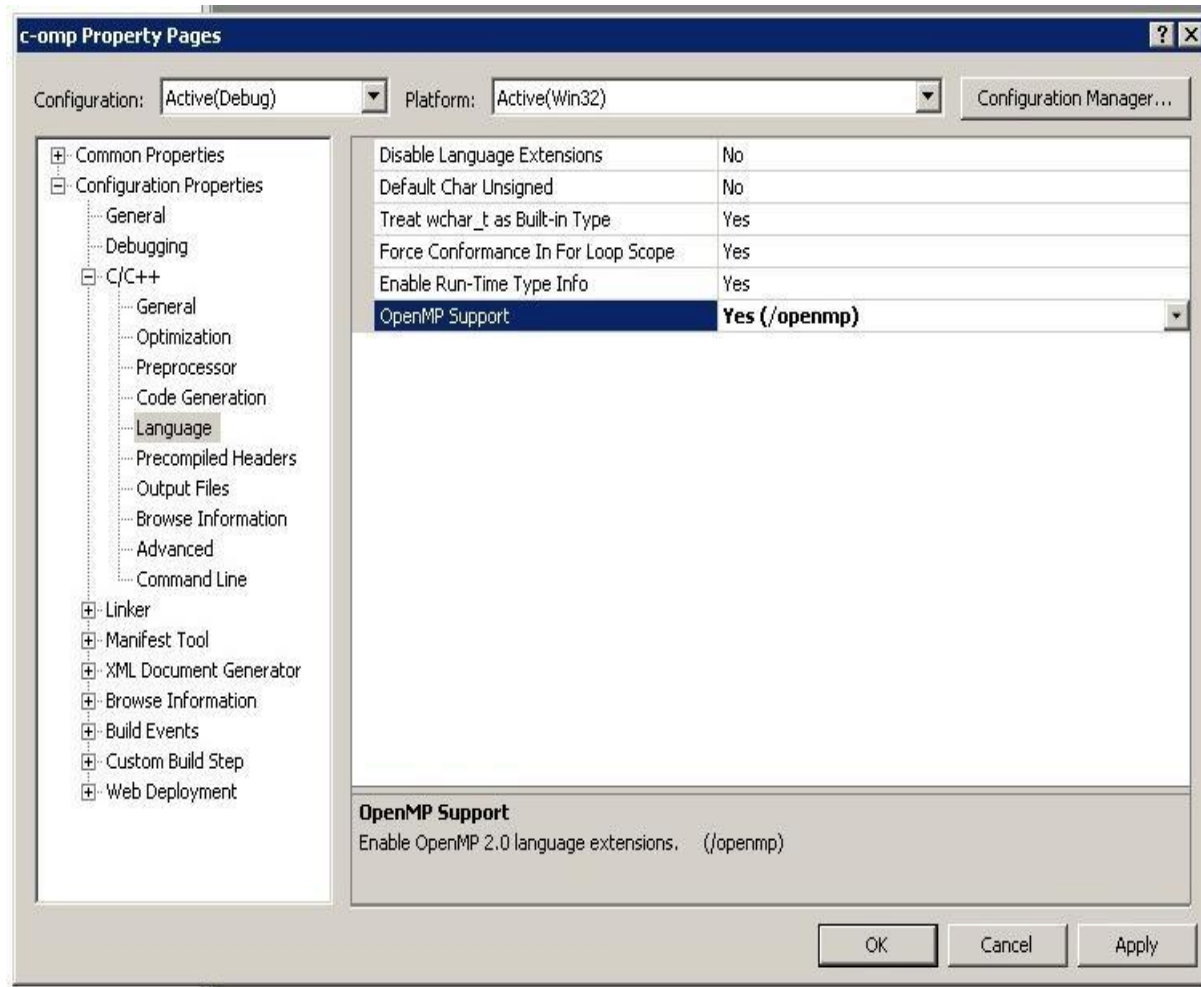 c-omp Property Pages
Configuration: Active(Debug) Platform: Active(Win32) Configuration Manager...
Common Properties
Configuration Properties
General
Debugging
C/C++
General
Optimization
Preprocessor
Code Generation
Language
Precompiled Headers
Output Files
Browse Information
Advanced
Command Line
Linker
Manifest Tool
XML Document Generator
Browse Information
Build Events
Custom Build Step
Web Deployment
Disable Language Extensions No
Default Char Unsigned No
Treat wchar_t as Built-in Type Yes
Force Conformance In For Loop Scope Yes
Enable Run-Time Type Info Yes
OpenMP Support Yes (/openmp)
OpenMP Support
Enable OpenMP 2.0 language extensions. (/openmp)
OK Cancel Apply